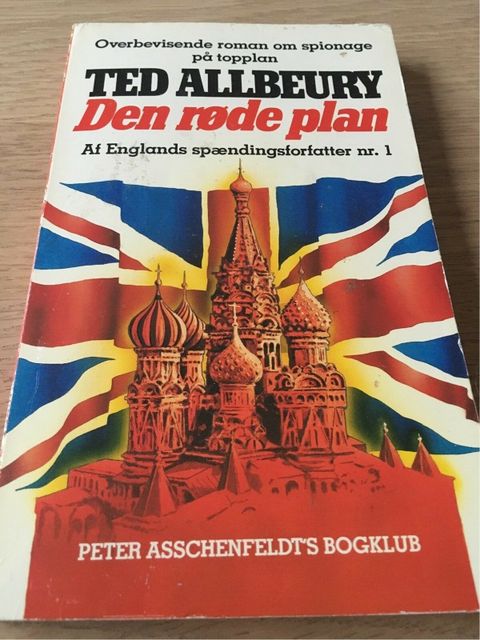 Overbevisende roman om spionage
på topplan
TED ALLBEURY
Den røde plan
Af Englands spændingsforfatter nr. 1
PETER ASSCHENFELDT'S BOGKLUB